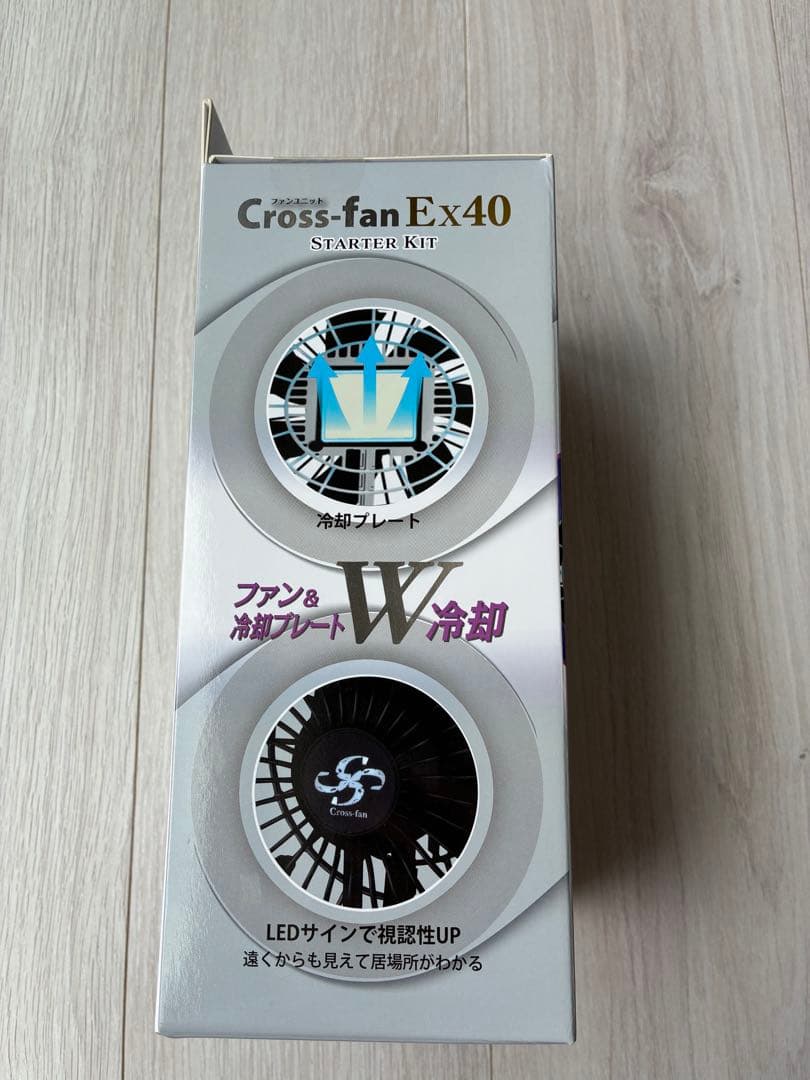 ファンユニット
Cross-fan Ex40
STARTER KIT
冷却プレート
ファン&
冷却プレート W冷却
Cross-fan
LEDサインで視認性UP
遠くからも見えて居場所がわかる